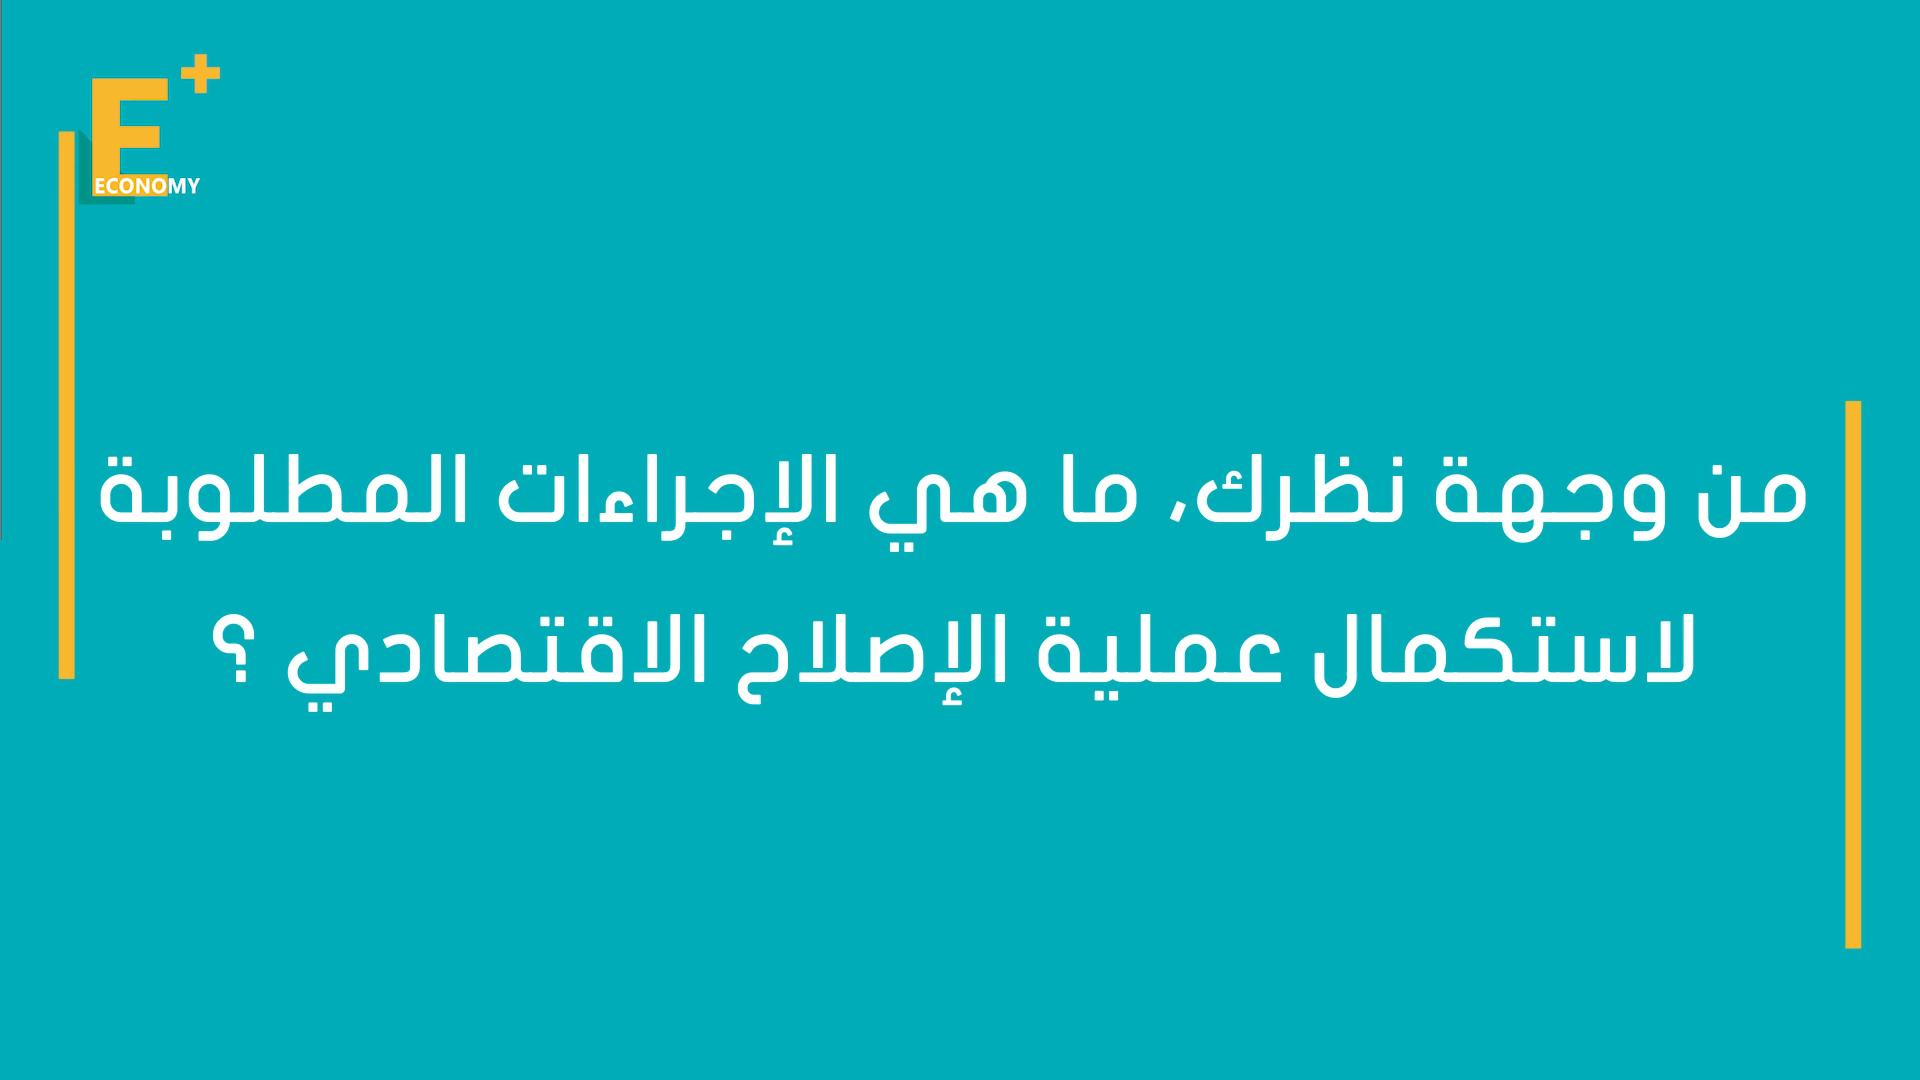 E+
ECONOMY
من وجهة نظرك، ما هي الإجراءات المطلوبة
لاستكمال عملية الإصلاح الاقتصادي ؟